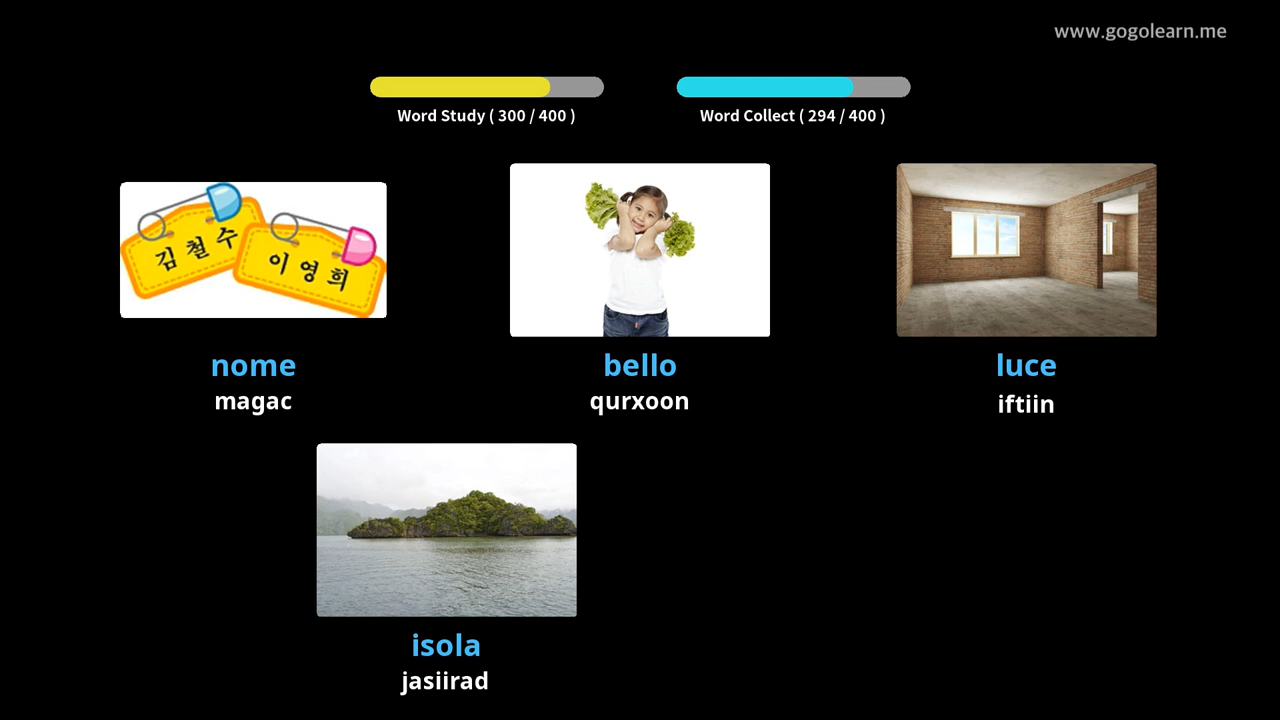 www.gogolearn.me
Word Study ( 300 / 400 )
Word Collect ( 294 / 400 )
김철수
이영희
nome
magac
bello
qurxoon
luce
iftiin
isola
jasiirad